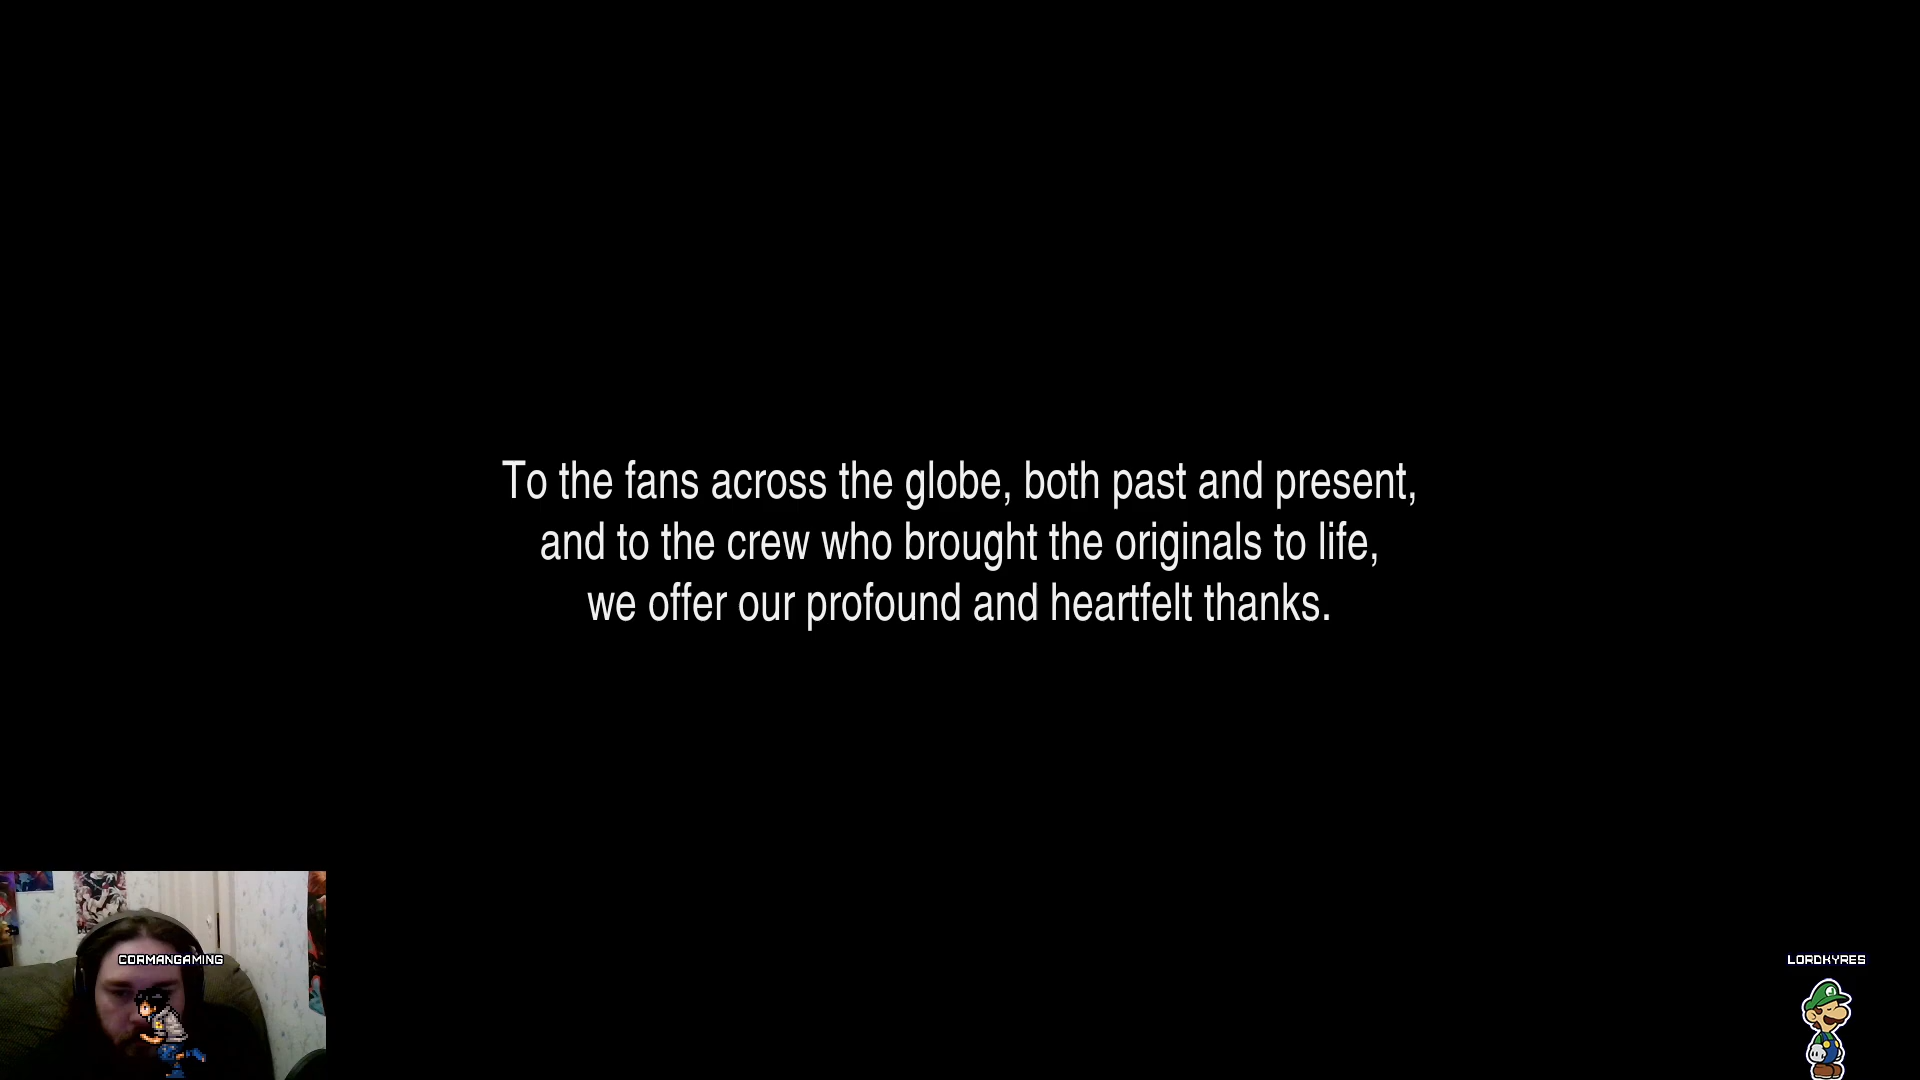 To the fans across the globe, both past and present,
and to the crew who brought the originals to life,
we offer our profound and heartfelt thanks.
CORMANGAMING
LORDKYRES